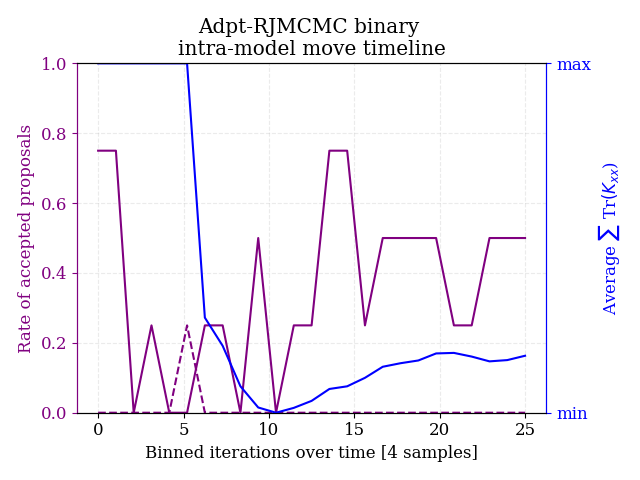 Adpt-RJMCMC binary
intra-model move timeline
1.0
0.8
0.6
0.4
0.2
0.0
Rate of accepted proposals
max
min
Average ∑ Tr(Kxx)
0 5 10 15 20 25
Binned iterations over time [4 samples]